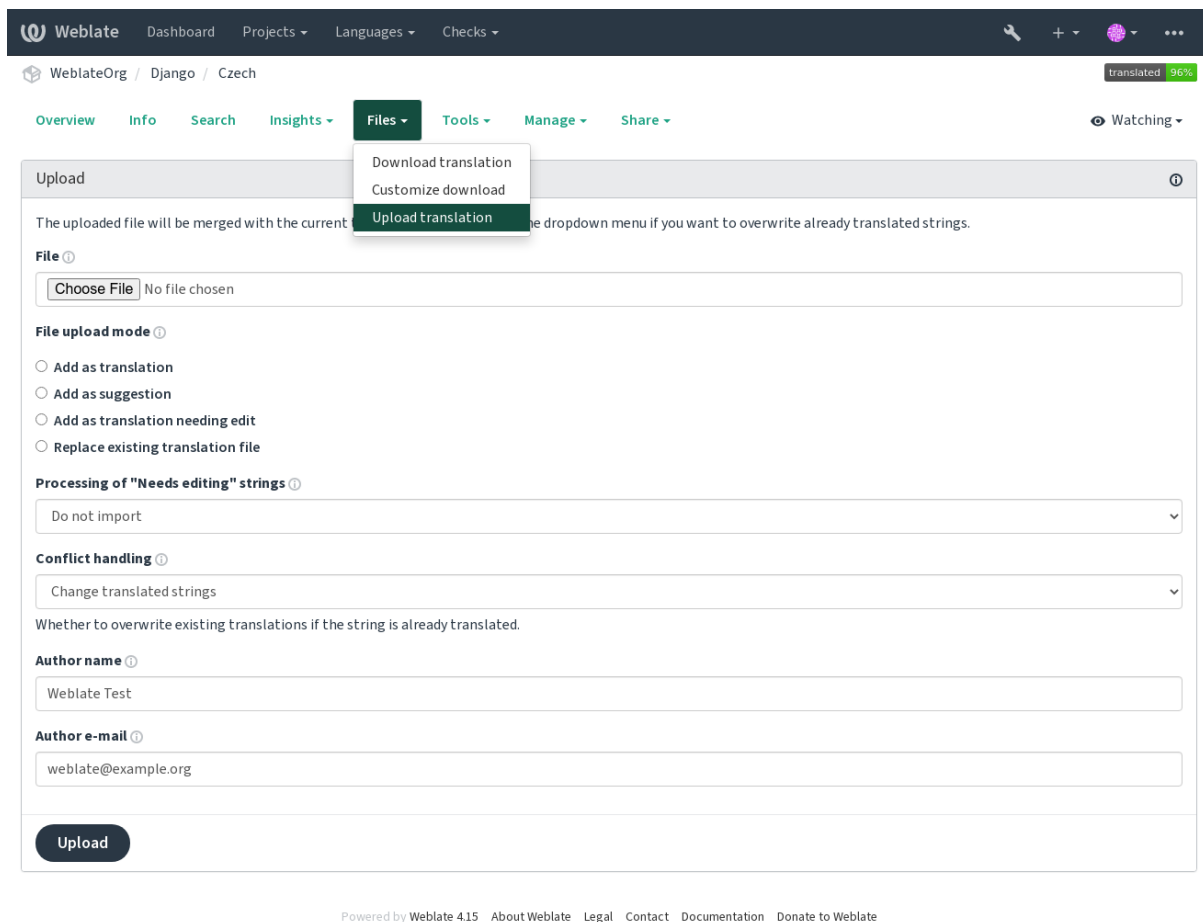 Weblate Dashboard Projects Languages Checks
WeblateOrg / Django / Czech translated 96%
Overview Info Search Insights Files Tools Manage Share Watching
Download translation
Customize download
Upload translation
Upload
The uploaded file will be merged with the current he dropdown menu if you want to overwrite already translated strings.
File
Choose File No file chosen
File upload mode
Add as translation
Add as suggestion
Add as translation needing edit
Replace existing translation file
Processing of "Needs editing" strings
Do not import
Conflict handling
Change translated strings
Whether to overwrite existing translations if the string is already translated.
Author name
Weblate Test
Author e-mail
weblate@example.org
Upload
Powered by Weblate 4.15 About Weblate Legal Contact Documentation Donate to Weblate